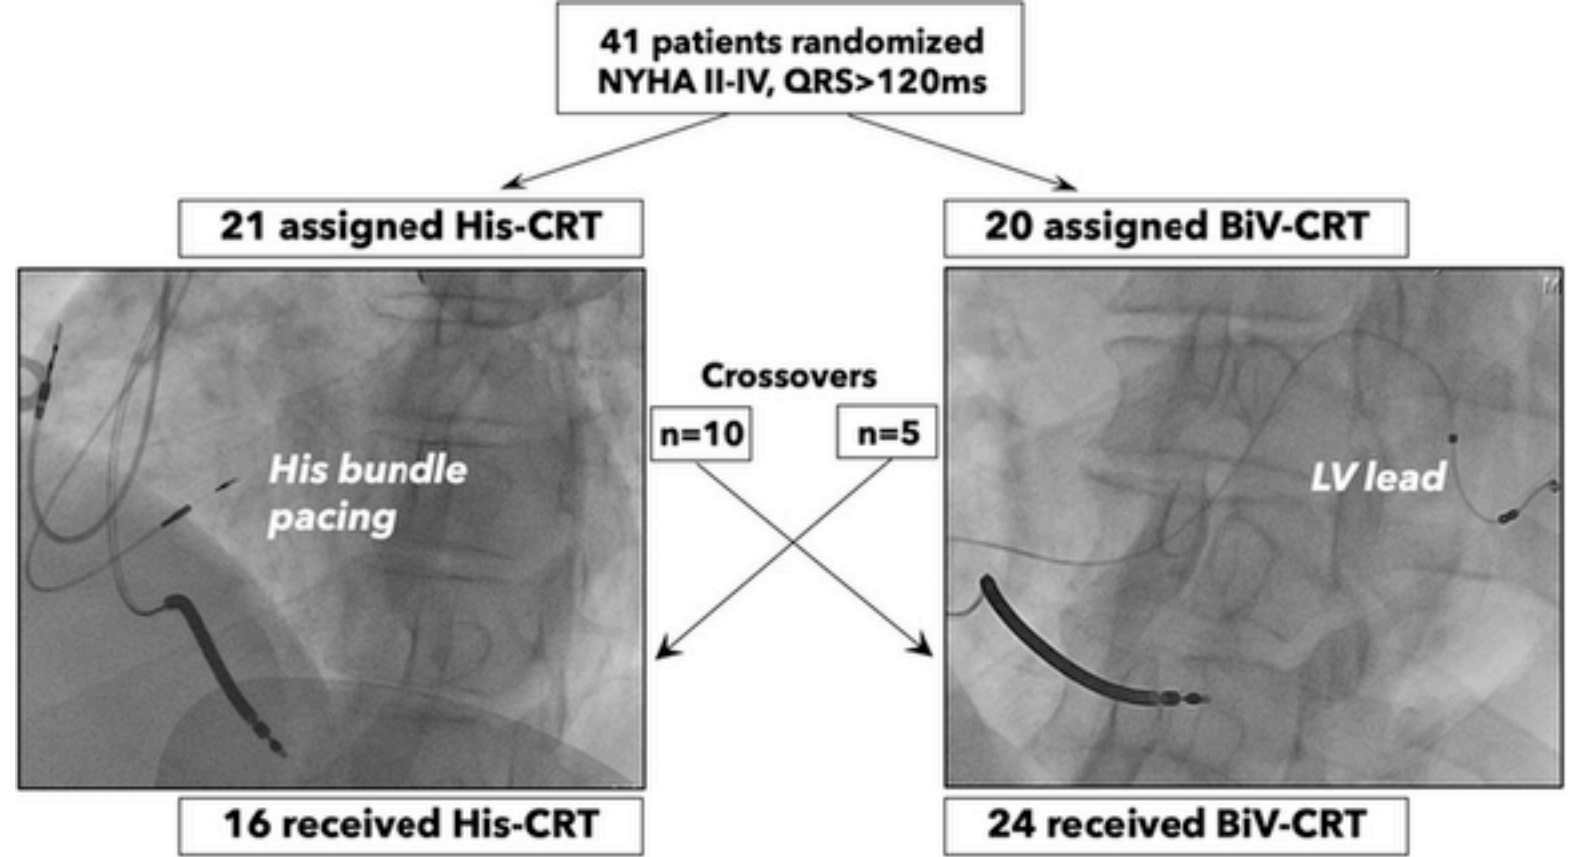 41 patients randomized
NYHA II-IV, QRS>120ms
21 assigned His-CRT
20 assigned BiV-CRT
Crossovers
n=10
n=5
His bundle
pacing
LV lead
16 received His-CRT
24 received BiV-CRT